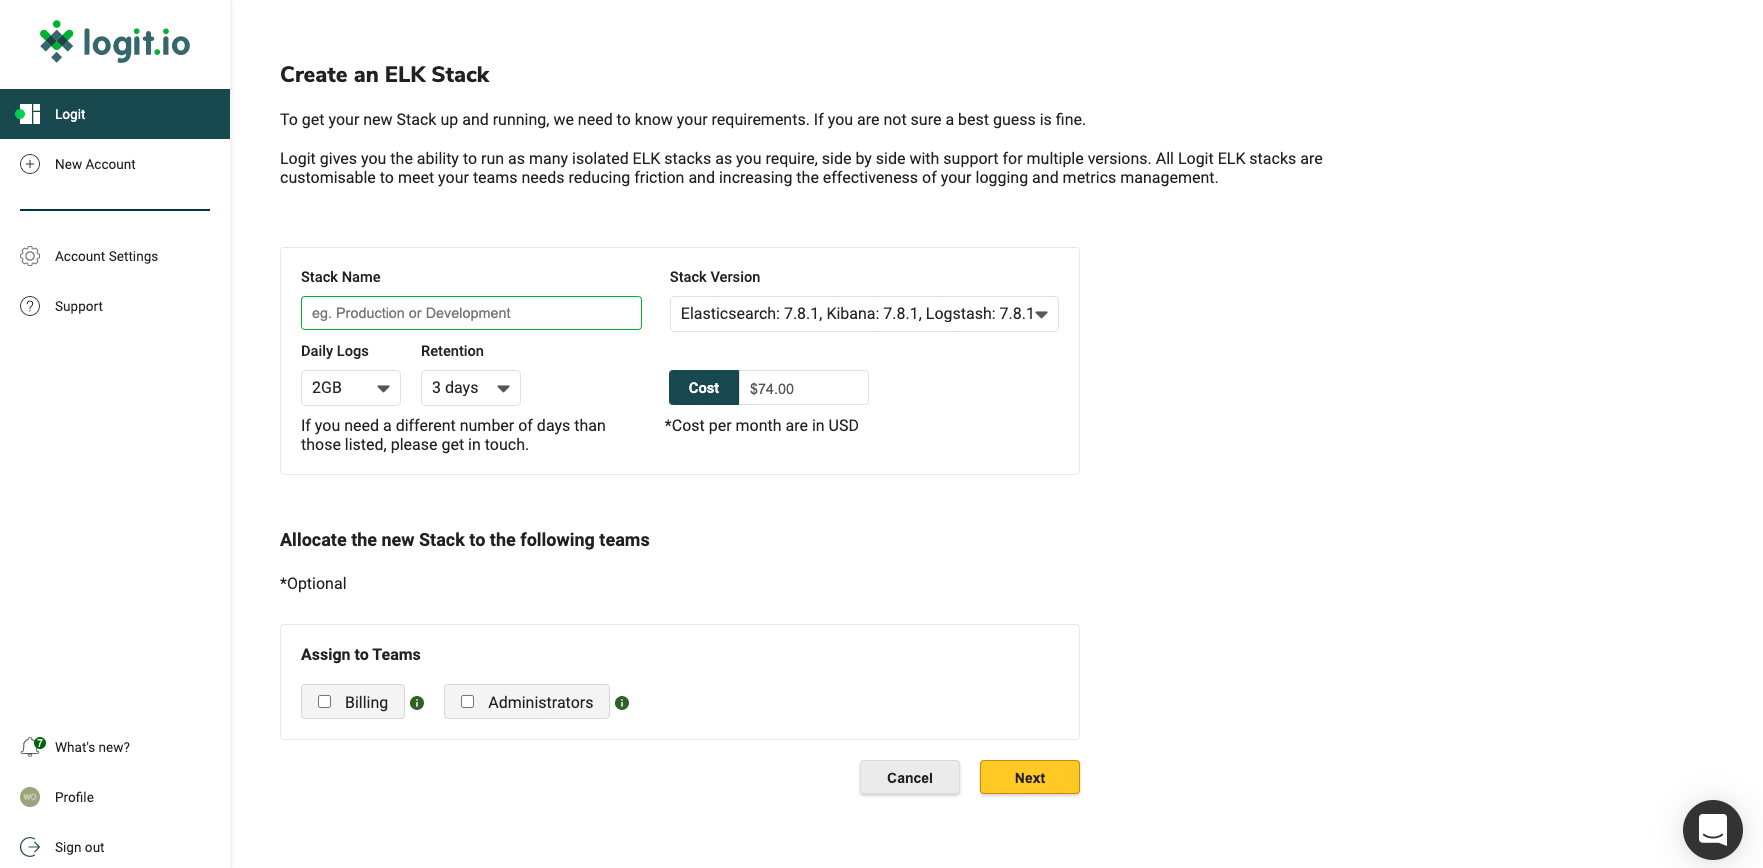 logit.io
Logit
New Account
Account Settings
Support
7
What's new?
WO
Profile
Sign out
Create an ELK Stack
To get your new Stack up and running, we need to know your requirements. If you are not sure a best guess is fine.
Logit gives you the ability to run as many isolated ELK stacks as you require, side by side with support for multiple versions. All Logit ELK stacks are
customisable to meet your teams needs reducing friction and increasing the effectiveness of your logging and metrics management.
Stack Name
Stack Version
eg. Production or Development
Elasticsearch: 7.8.1, Kibana: 7.8.1, Logstash: 7.8.1
Daily Logs
Retention
2GB
3 days
Cost
$74.00
If you need a different number of days than
those listed, please get in touch.
*Cost per month are in USD
Allocate the new Stack to the following teams
*Optional
Assign to Teams
Billing
Administrators
Cancel
Next